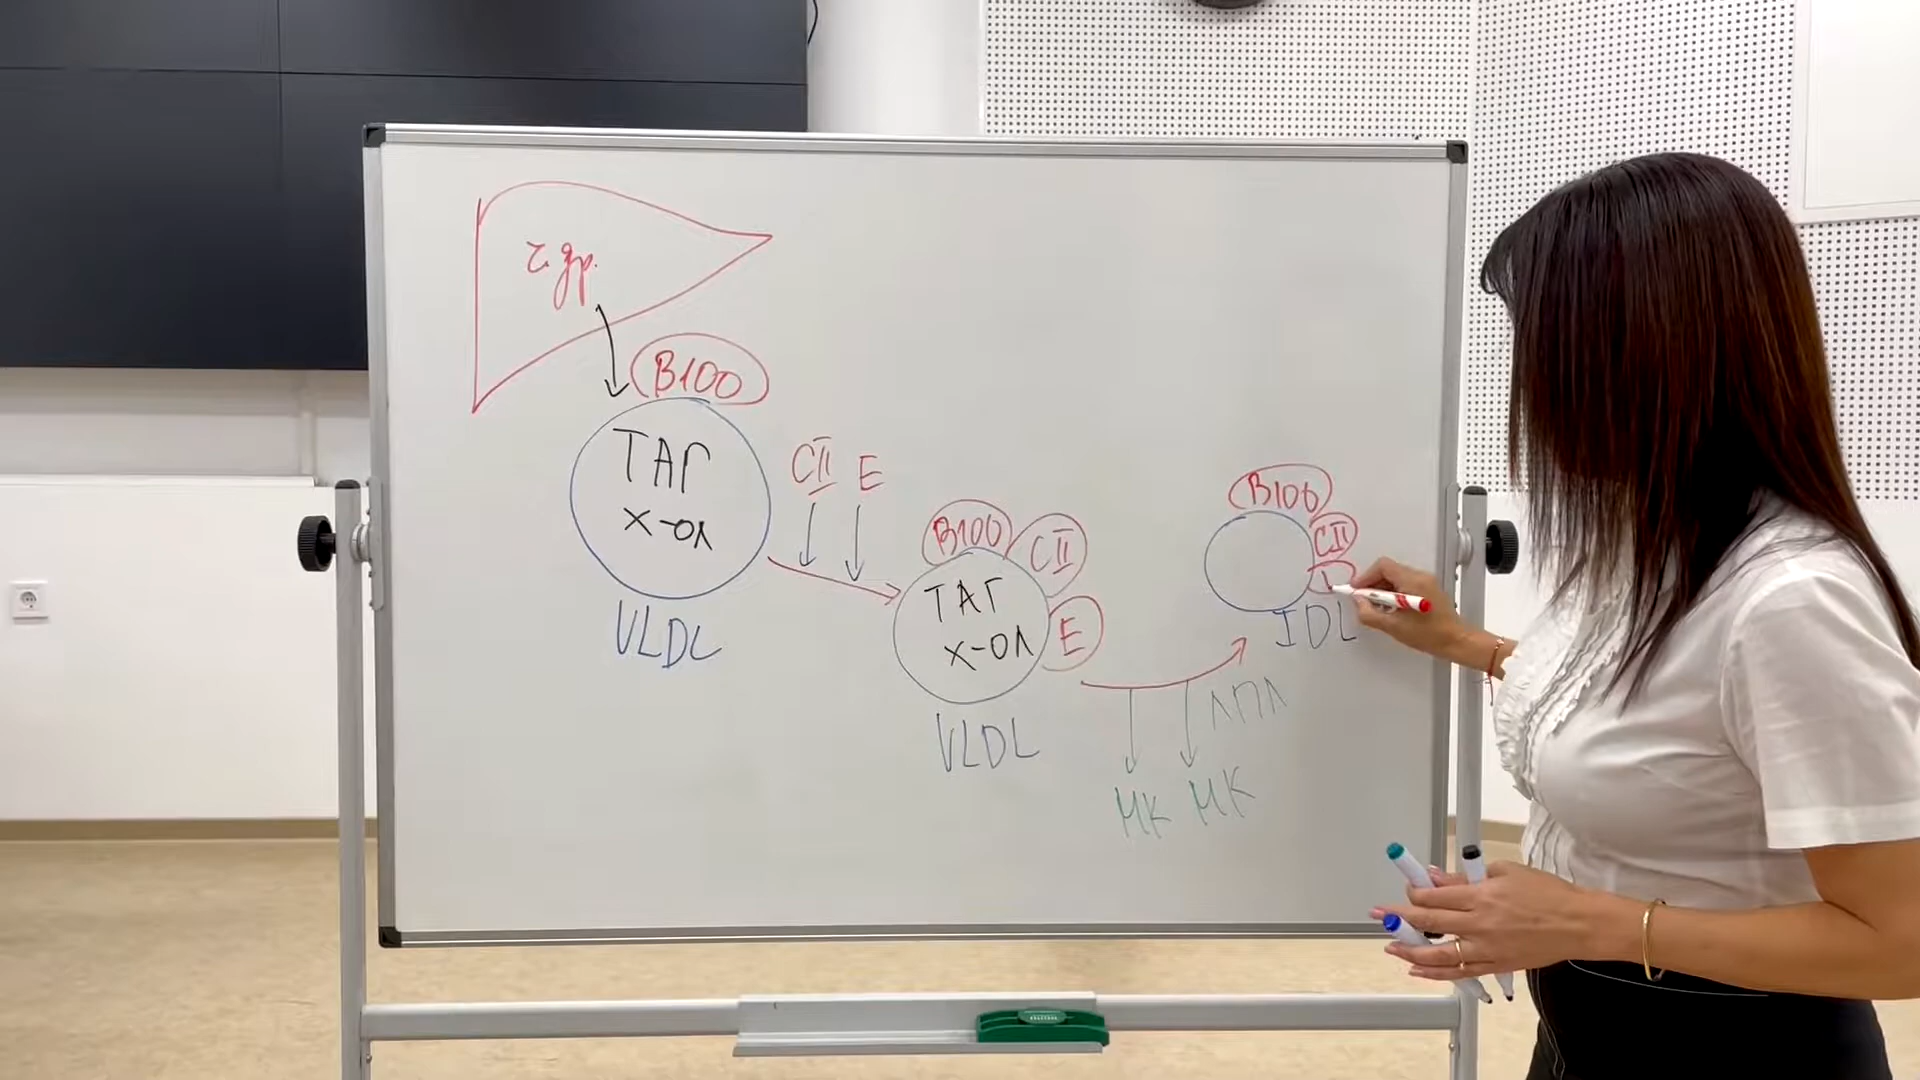 ч.др.
B100
ТАГ
х-ол
VLDL
CII E
B100 CII
E
ТАГ
х-ол
VLDL
B100
CII
IDL
ЛПЛ
МК МК